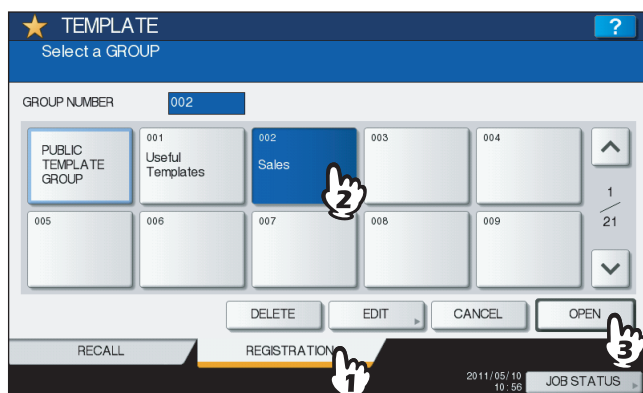 TEMPLATE
?
Select a GROUP
GROUP NUMBER 002
PUBLIC
TEMPLATE
GROUP
001
Useful
Templates
002
Sales
003
004
005
006
007
008
009
1
21
2
DELETE
EDIT
CANCEL
OPEN
3
RECALL
REGISTRATION
1
2011/05/10
10:56
JOB STATUS